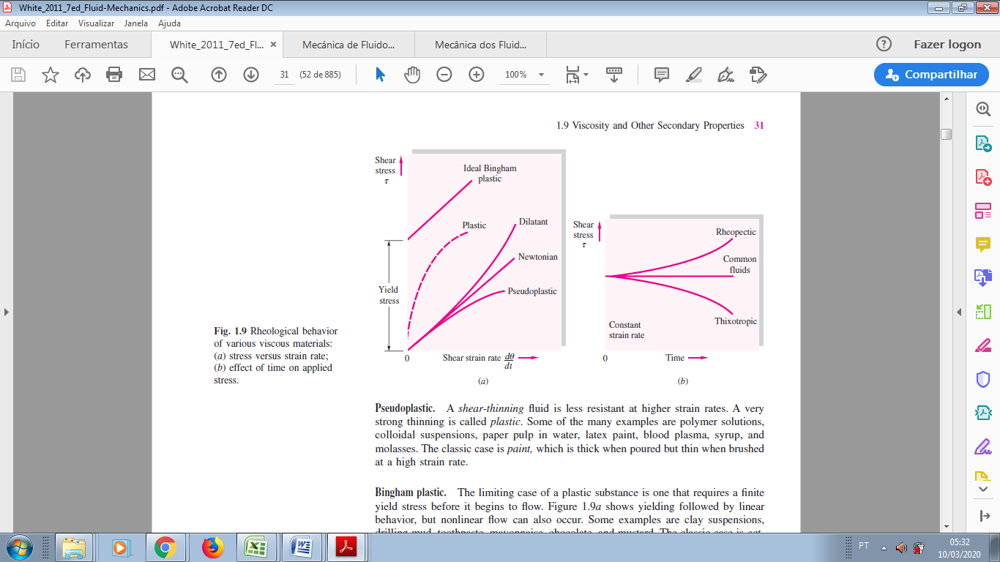 White_2011_7ed_Fluid-Mechanics.pdf - Adobe Acrobat Reader DC
Arquivo Editar Visualizar Janela Ajuda
Início Ferramentas White_2011_7ed_Fl... × Mecánica de Fluido... Mecânica dos Fluid... ? Fazer logon
31 (52 de 885) 100% Compartilhar
1.9 Viscosity and Other Secondary Properties 31
Shear
stress
τ
Ideal Bingham
plastic
Plastic
Dilatant
Newtonian
Pseudoplastic
Yield
stress
0 Shear strain rate dθ
dt
(a)
Shear
stress
τ
Rheopectic
Common
fluids
Thixotropic
Constant
strain rate
0 Time
(b)
Fig. 1.9 Rheological behavior
of various viscous materials:
(a) stress versus strain rate;
(b) effect of time on applied
stress.
Pseudoplastic. A shear-thinning fluid is less resistant at higher strain rates. A very
strong thinning is called plastic. Some of the many examples are polymer solutions,
colloidal suspensions, paper pulp in water, latex paint, blood plasma, syrup, and
molasses. The classic case is paint, which is thick when poured but thin when brushed
at a high strain rate.
Bingham plastic. The limiting case of a plastic substance is one that requires a finite
yield stress before it begins to flow. Figure 1.9a shows yielding followed by linear
behavior, but nonlinear flow can also occur. Some examples are clay suspensions,
drilling mud, toothpaste, mayonnaise, chocolate, and mustard. The classic case is cat-
PT 05:32
10/03/2020